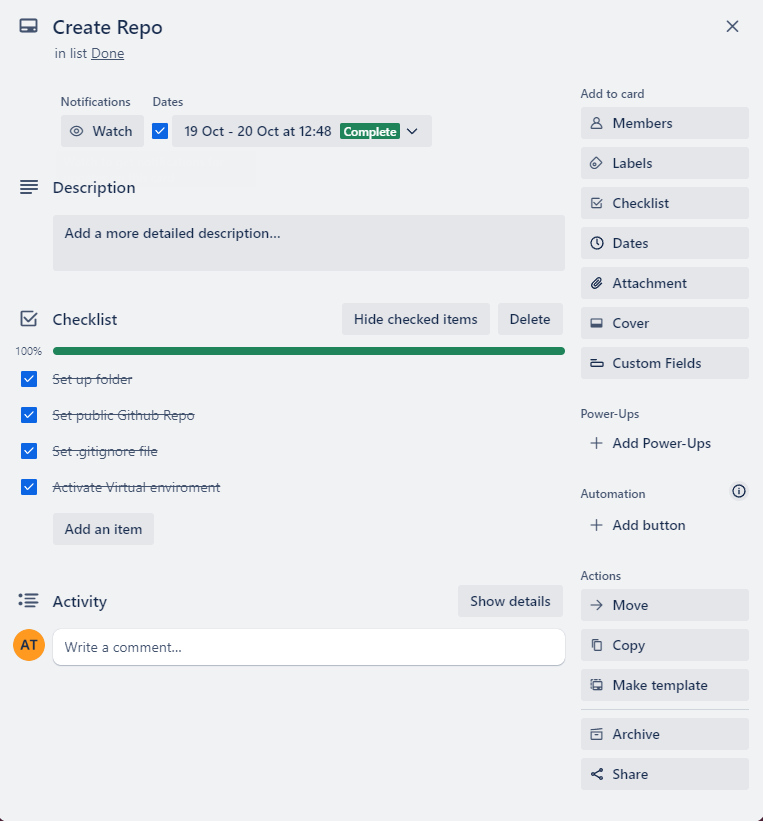 Create Repo
in list Done
Notifications
Dates
Watch
19 Oct - 20 Oct at 12:48 Complete
Description
Add a more detailed description...
Checklist
Hide checked items
Delete
100%
Set up folder
Set public Github Repo
Set .gitignore file
Activate Virtual enviroment
Add an item
Activity
Show details
AT
Write a comment...
Add to card
Members
Labels
Checklist
Dates
Attachment
Cover
Custom Fields
Power-Ups
Add Power-Ups
Automation
Add button
Actions
Move
Copy
Make template
Archive
Share